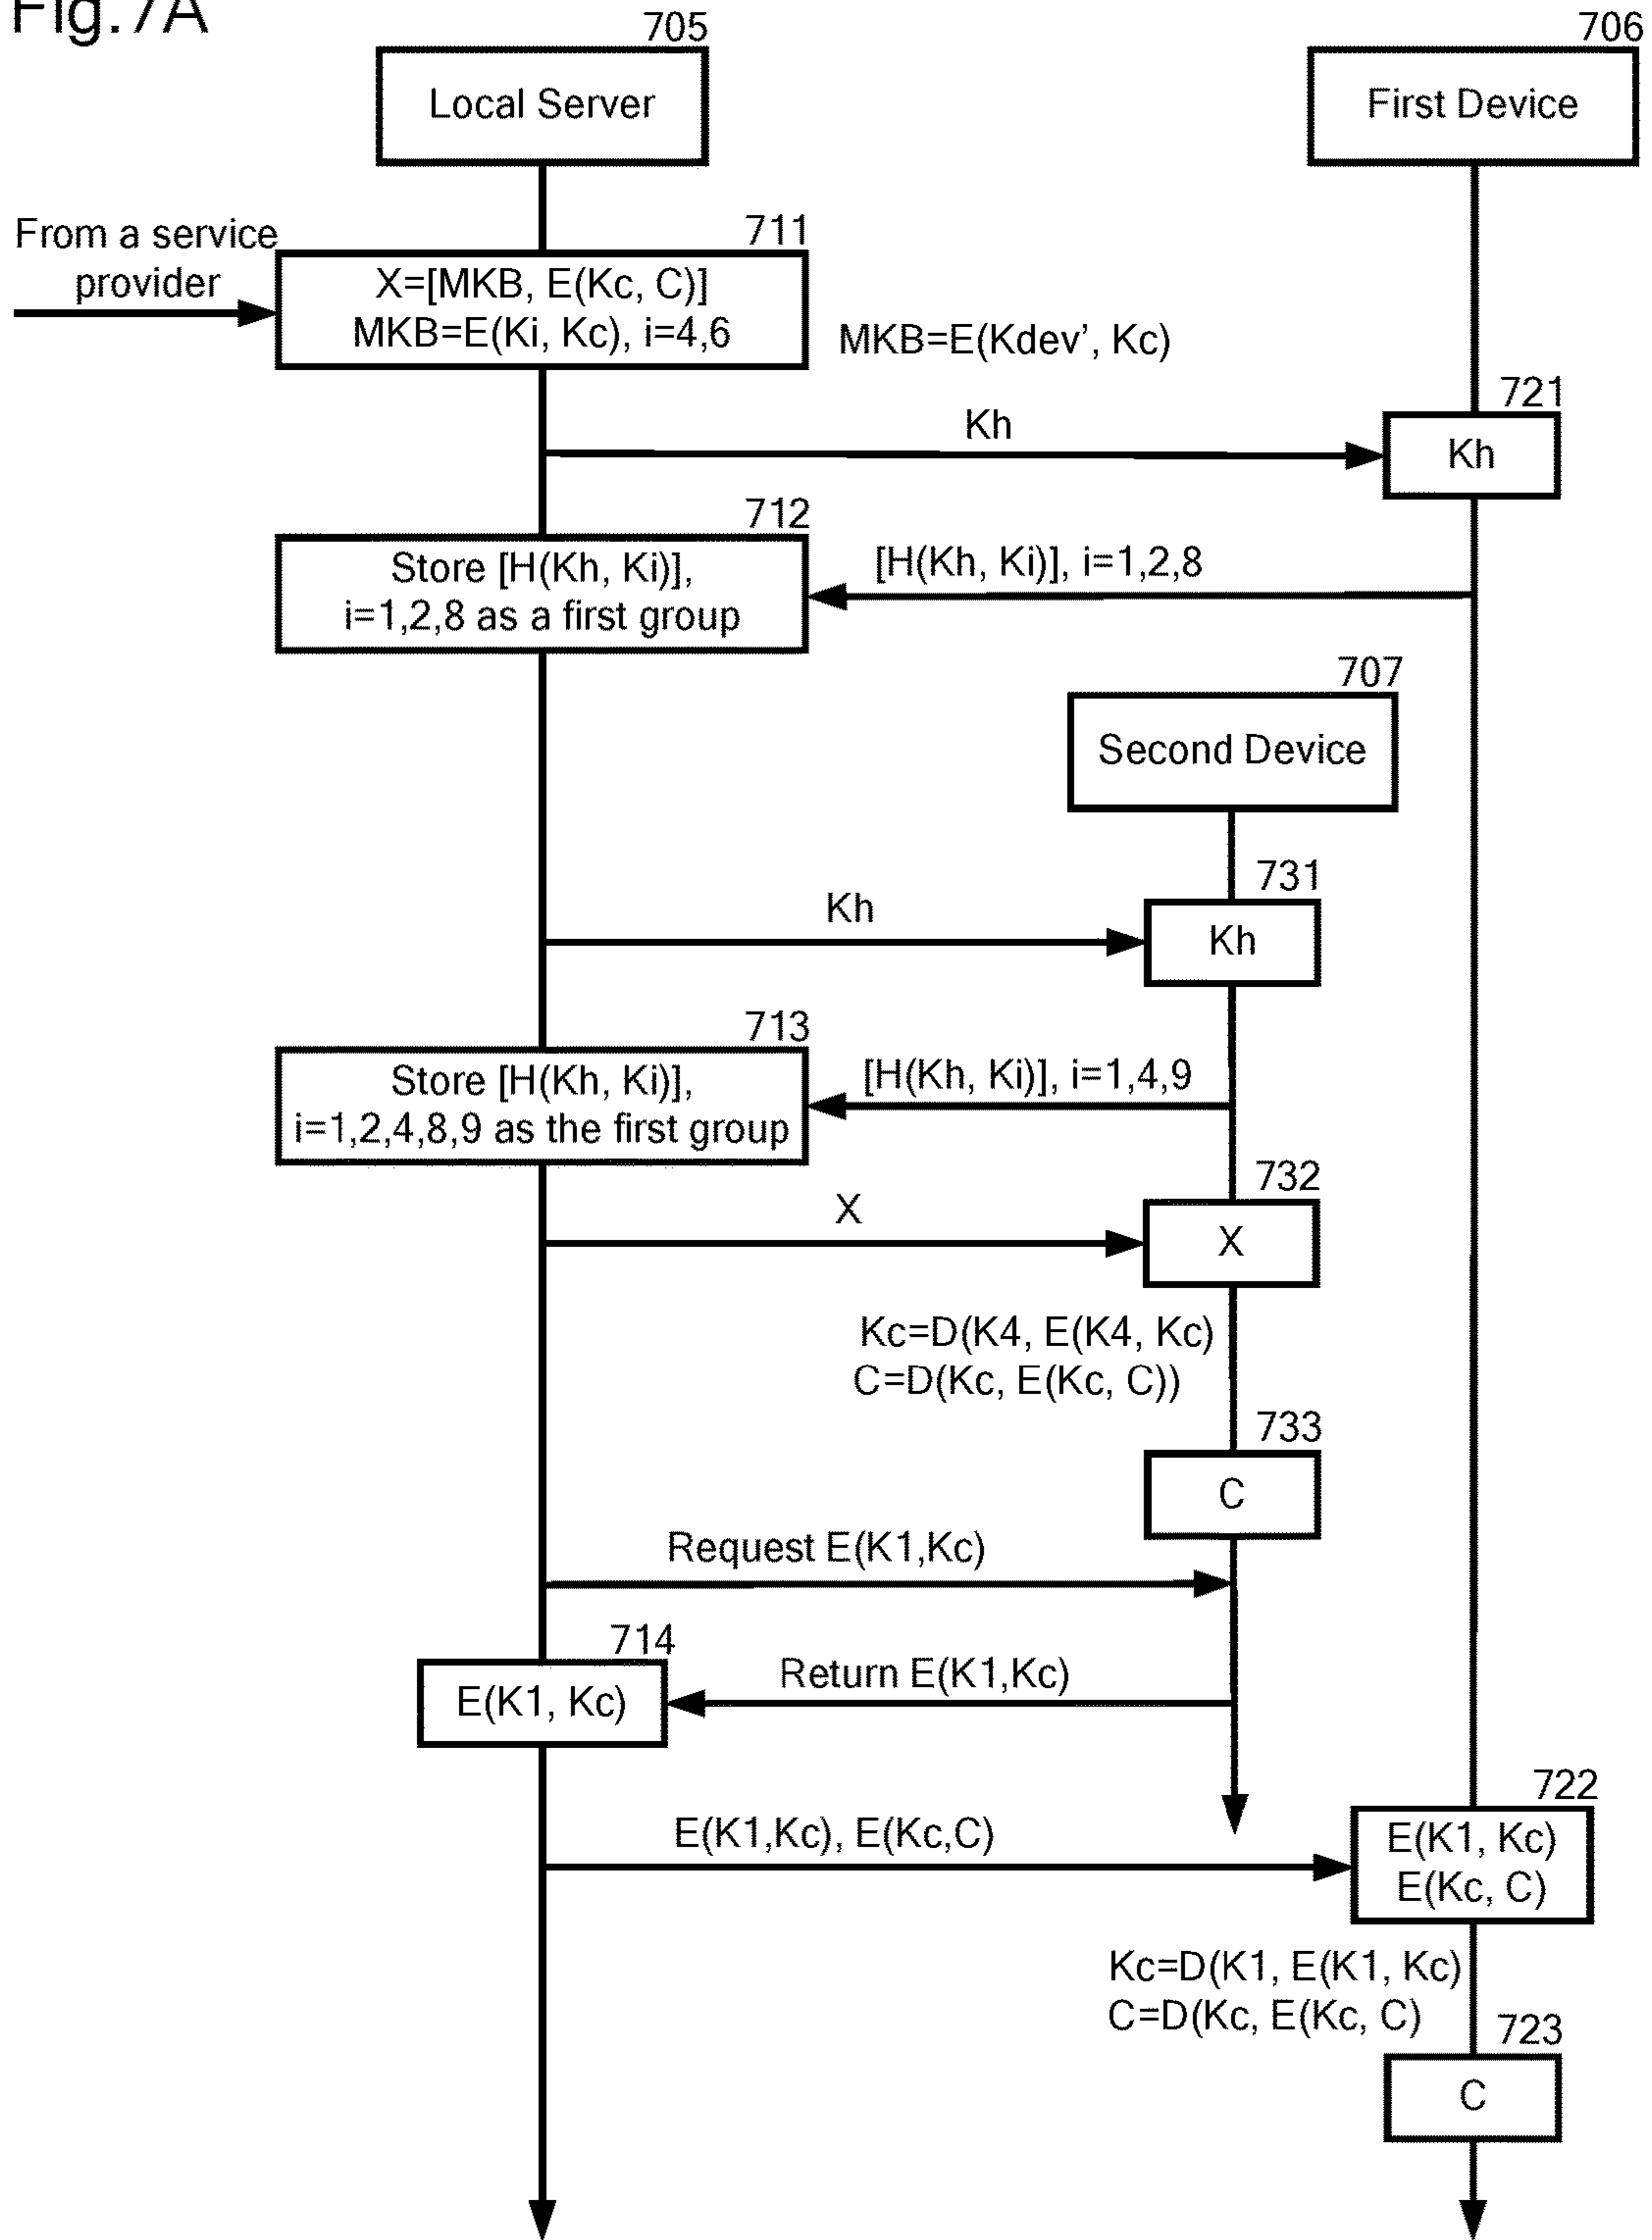 Fig.7A
705
706
Local Server
First Device
From a service
provider
711
X=[MKB, E(Kc, C)]
MKB=E(Ki, Kc), i=4,6
MKB=E(Kdev’, Kc)
721
Kh
Kh
712
Store [H(Kh, Ki)],
i=1,2,8 as a first group
[H(Kh, Ki)], i=1,2,8
707
Second Device
731
Kh
Kh
713
Store [H(Kh, Ki)],
i=1,2,4,8,9 as the first group
[H(Kh, Ki)], i=1,4,9
732
X
X
Kc=D(K4, E(K4, Kc)
C=D(Kc, E(Kc, C))
733
C
Request E(K1,Kc)
714
E(K1, Kc)
Return E(K1,Kc)
722
E(K1,Kc), E(Kc,C)
E(K1, Kc)
E(Kc, C)
Kc=D(K1, E(K1, Kc)
C=D(Kc, E(Kc, C)
723
C